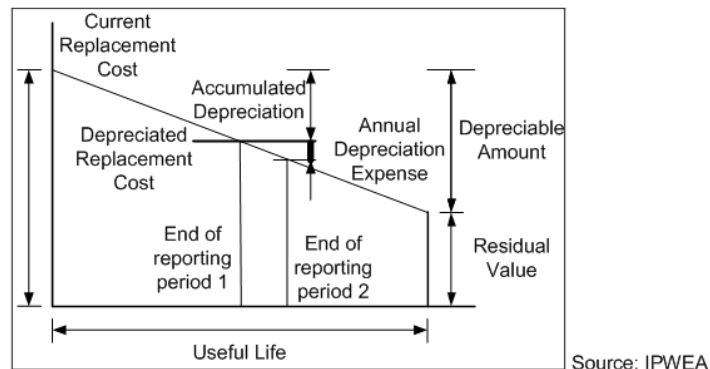 Current
Replacement
Cost
Accumulated
Depreciation
Depreciated
Replacement
Cost
Annual
Depreciation
Expense
Depreciable
Amount
End of
reporting
period 1
End of
reporting
period 2
Residual
Value
Useful Life
Source: IPWEA